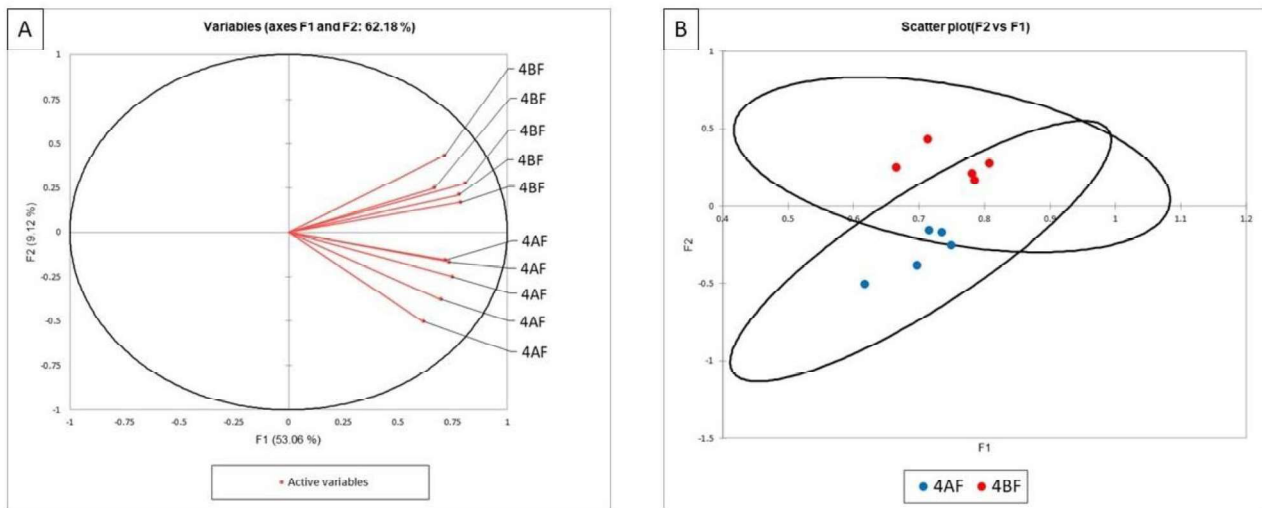 A
Variables (axes F1 and F2: 62.18 %)
1
0.75
0.5
0.25
0
-0.25
-0.5
-0.75
-1
F2 (9.12 %)
4BF
4BF
4BF
4BF
4BF
4AF
4AF
4AF
4AF
4AF
-1 -0.75 -0.5 -0.25 0 0.25 0.5 0.75 1
F1 (53.06 %)
Active variables
B
Scatter plot(F2 vs F1)
1
0.5
0
-0.5
-1
-1.5
F2
0.4 0.5 0.6 0.7 0.8 0.9 1 1.1 1.2
F1
4AF 4BF